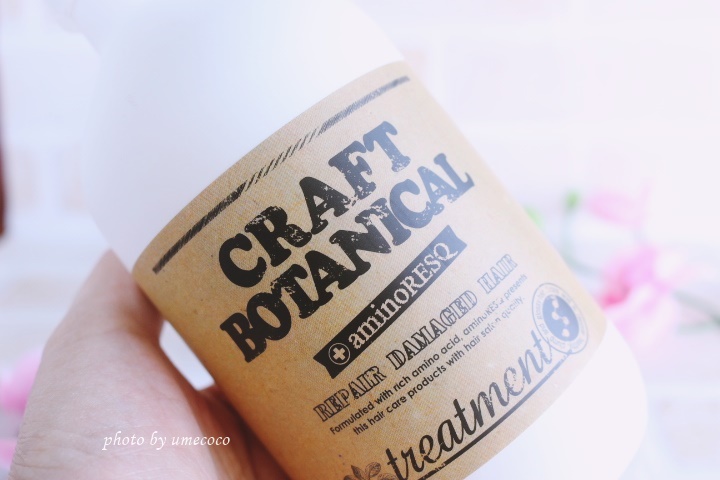 CRAFT
BOTANICAL
aminoRESQ
REPAIR DAMAGED HAIR
Formulated with rich amino acid. aminoRESQ presents
this hair care products with hair salon quality
treatment
photo by umecoco